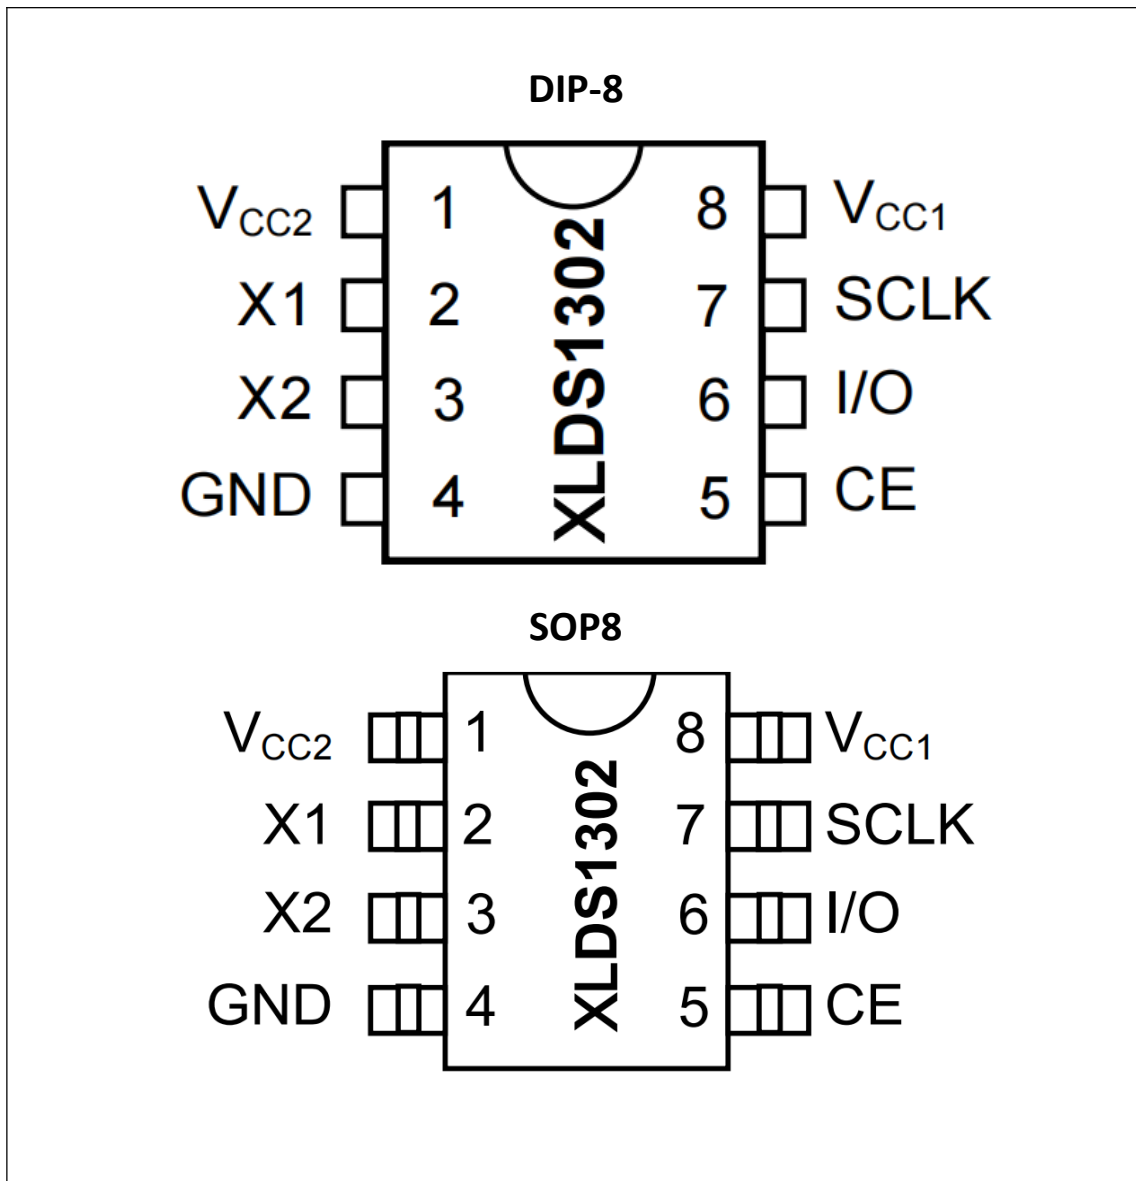 DIP-8
VCC2 1 8 VCC1
X1 2 7 SCLK
X2 3 6 I/O
GND 4 5 CE
XLDS1302
SOP8
VCC2 1 8 VCC1
X1 2 7 SCLK
X2 3 6 I/O
GND 4 5 CE
XLDS1302